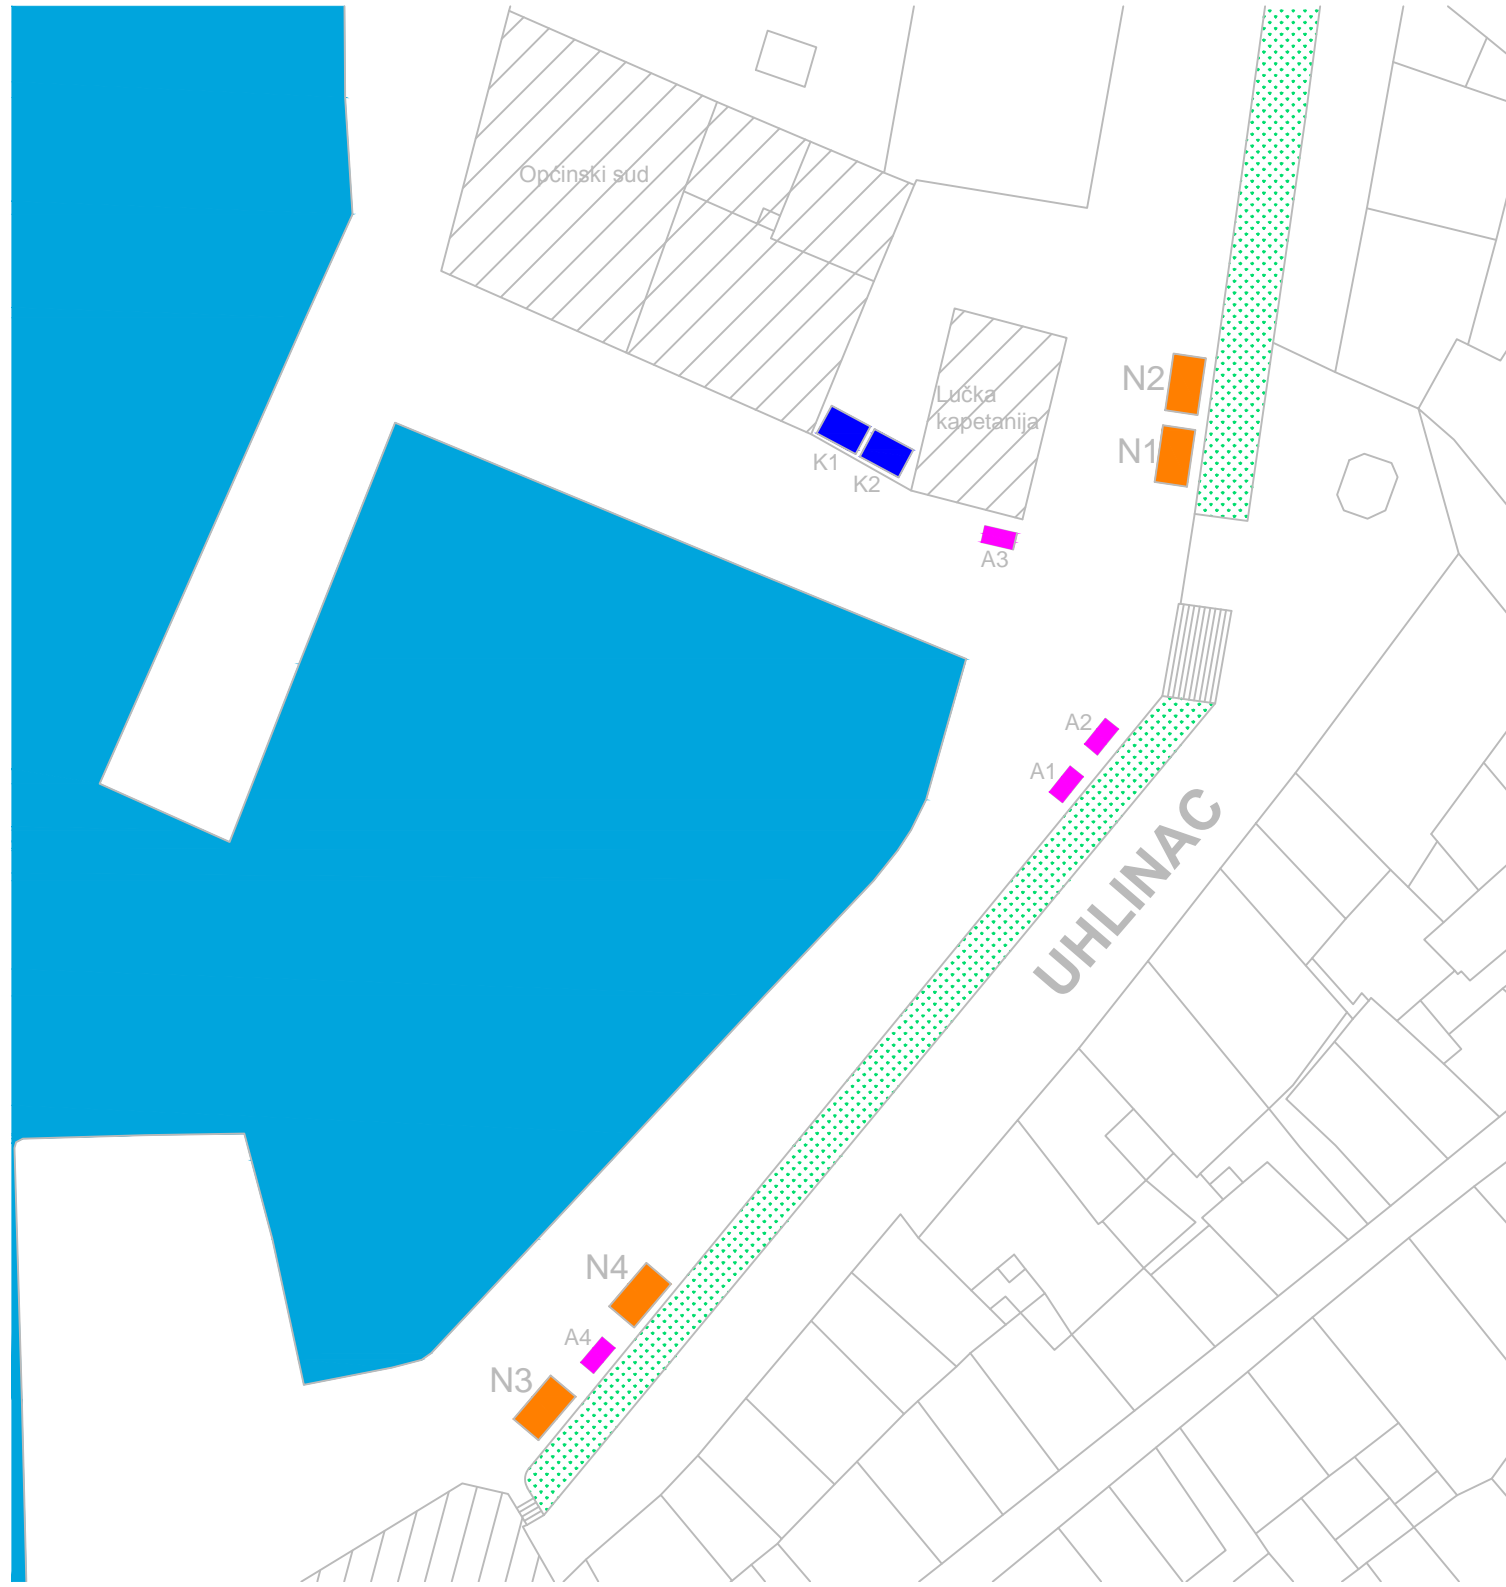 Općinski sud
N2
Lučka
kapetanija
N1
K1
K2
A3
A2
A1
UHLINAC
N4
A4
N3